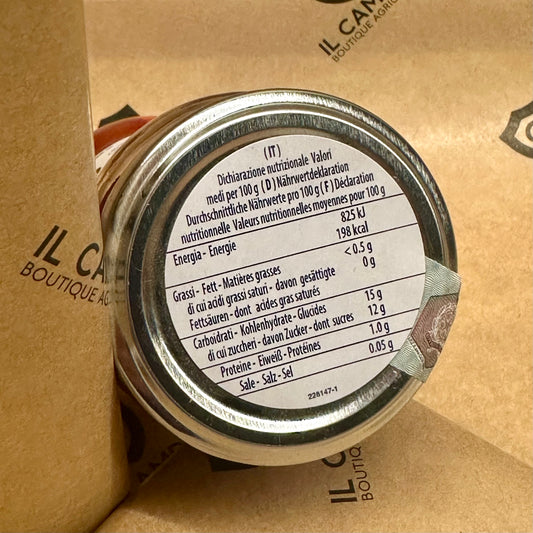 (IT)
Dichiarazione nutrizionale Valori
medi per 100 g (D) Nährwertdeklaration
Durchschnittliche Nährwerte pro 100 g (F) Déclaration
nutritionnelle Valeurs nutritionnelles moyennes pour 100 g
825 kJ
Energia - Energie 198 kcal
Grassi - Fett - Matières grasses < 0.5 g
di cui acidi grassi saturi - davon gesättigte 0 g
Fettsäuren - dont acides gras saturés
Carboidrati - Kohlenhydrate - Glucides 15 g
di cui zuccheri - davon Zucker - dont sucres 12 g
Proteine - Eiweiß - Protéines 1.0 g
Sale - Salz - Sel 0.05 g
228147-1
IL CAM
BOUTIQUE AGRI
IL CAM
BOUTIQUE AG
IL C
BOUT
CAMP